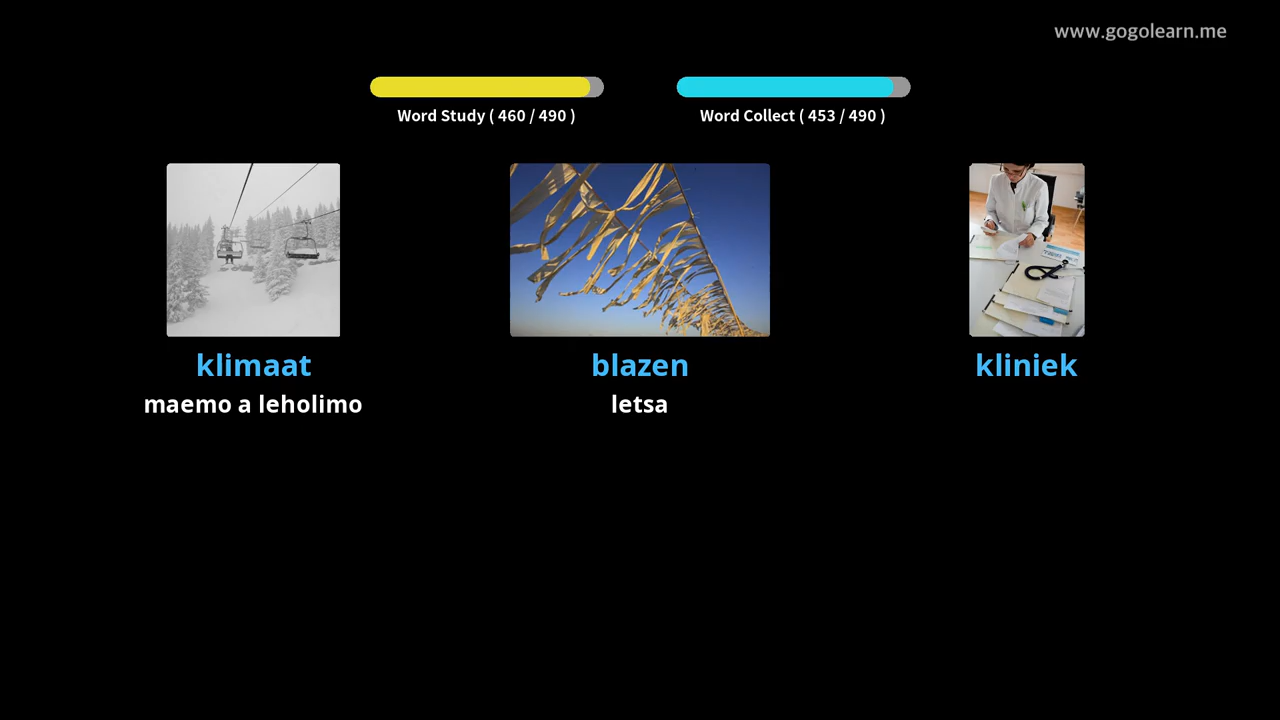 www.gogolearn.me
Word Study ( 460 / 490 )
Word Collect ( 453 / 490 )
klimaat
blazen
kliniek
maemo a leholimo
letsa